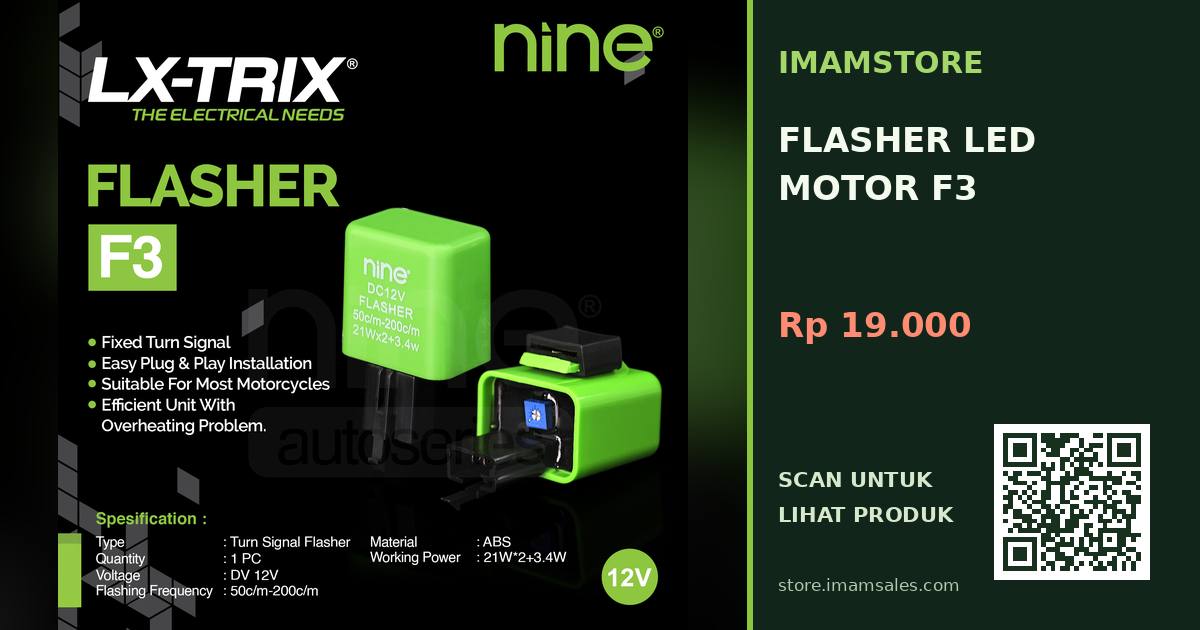 LX-TRIX®
THE ELECTRICAL NEEDS
nine®
FLASHER
F3
nine®
DC12V
FLASHER
50c/m-200c/m
21Wx2+3.4w
nine®
autoseries
Fixed Turn Signal
Easy Plug & Play Installation
Suitable For Most Motorcycles
Efficient Unit With
Overheating Problem.
Spesification :
Type : Turn Signal Flasher
Quantity : 1 PC
Voltage : DV 12V
Flashing Frequency : 50c/m-200c/m
Material : ABS
Working Power : 21W*2+3.4W
12V
IMAMSTORE
FLASHER LED
MOTOR F3
Rp 19.000
SCAN UNTUK
LIHAT PRODUK
store.imamsales.com